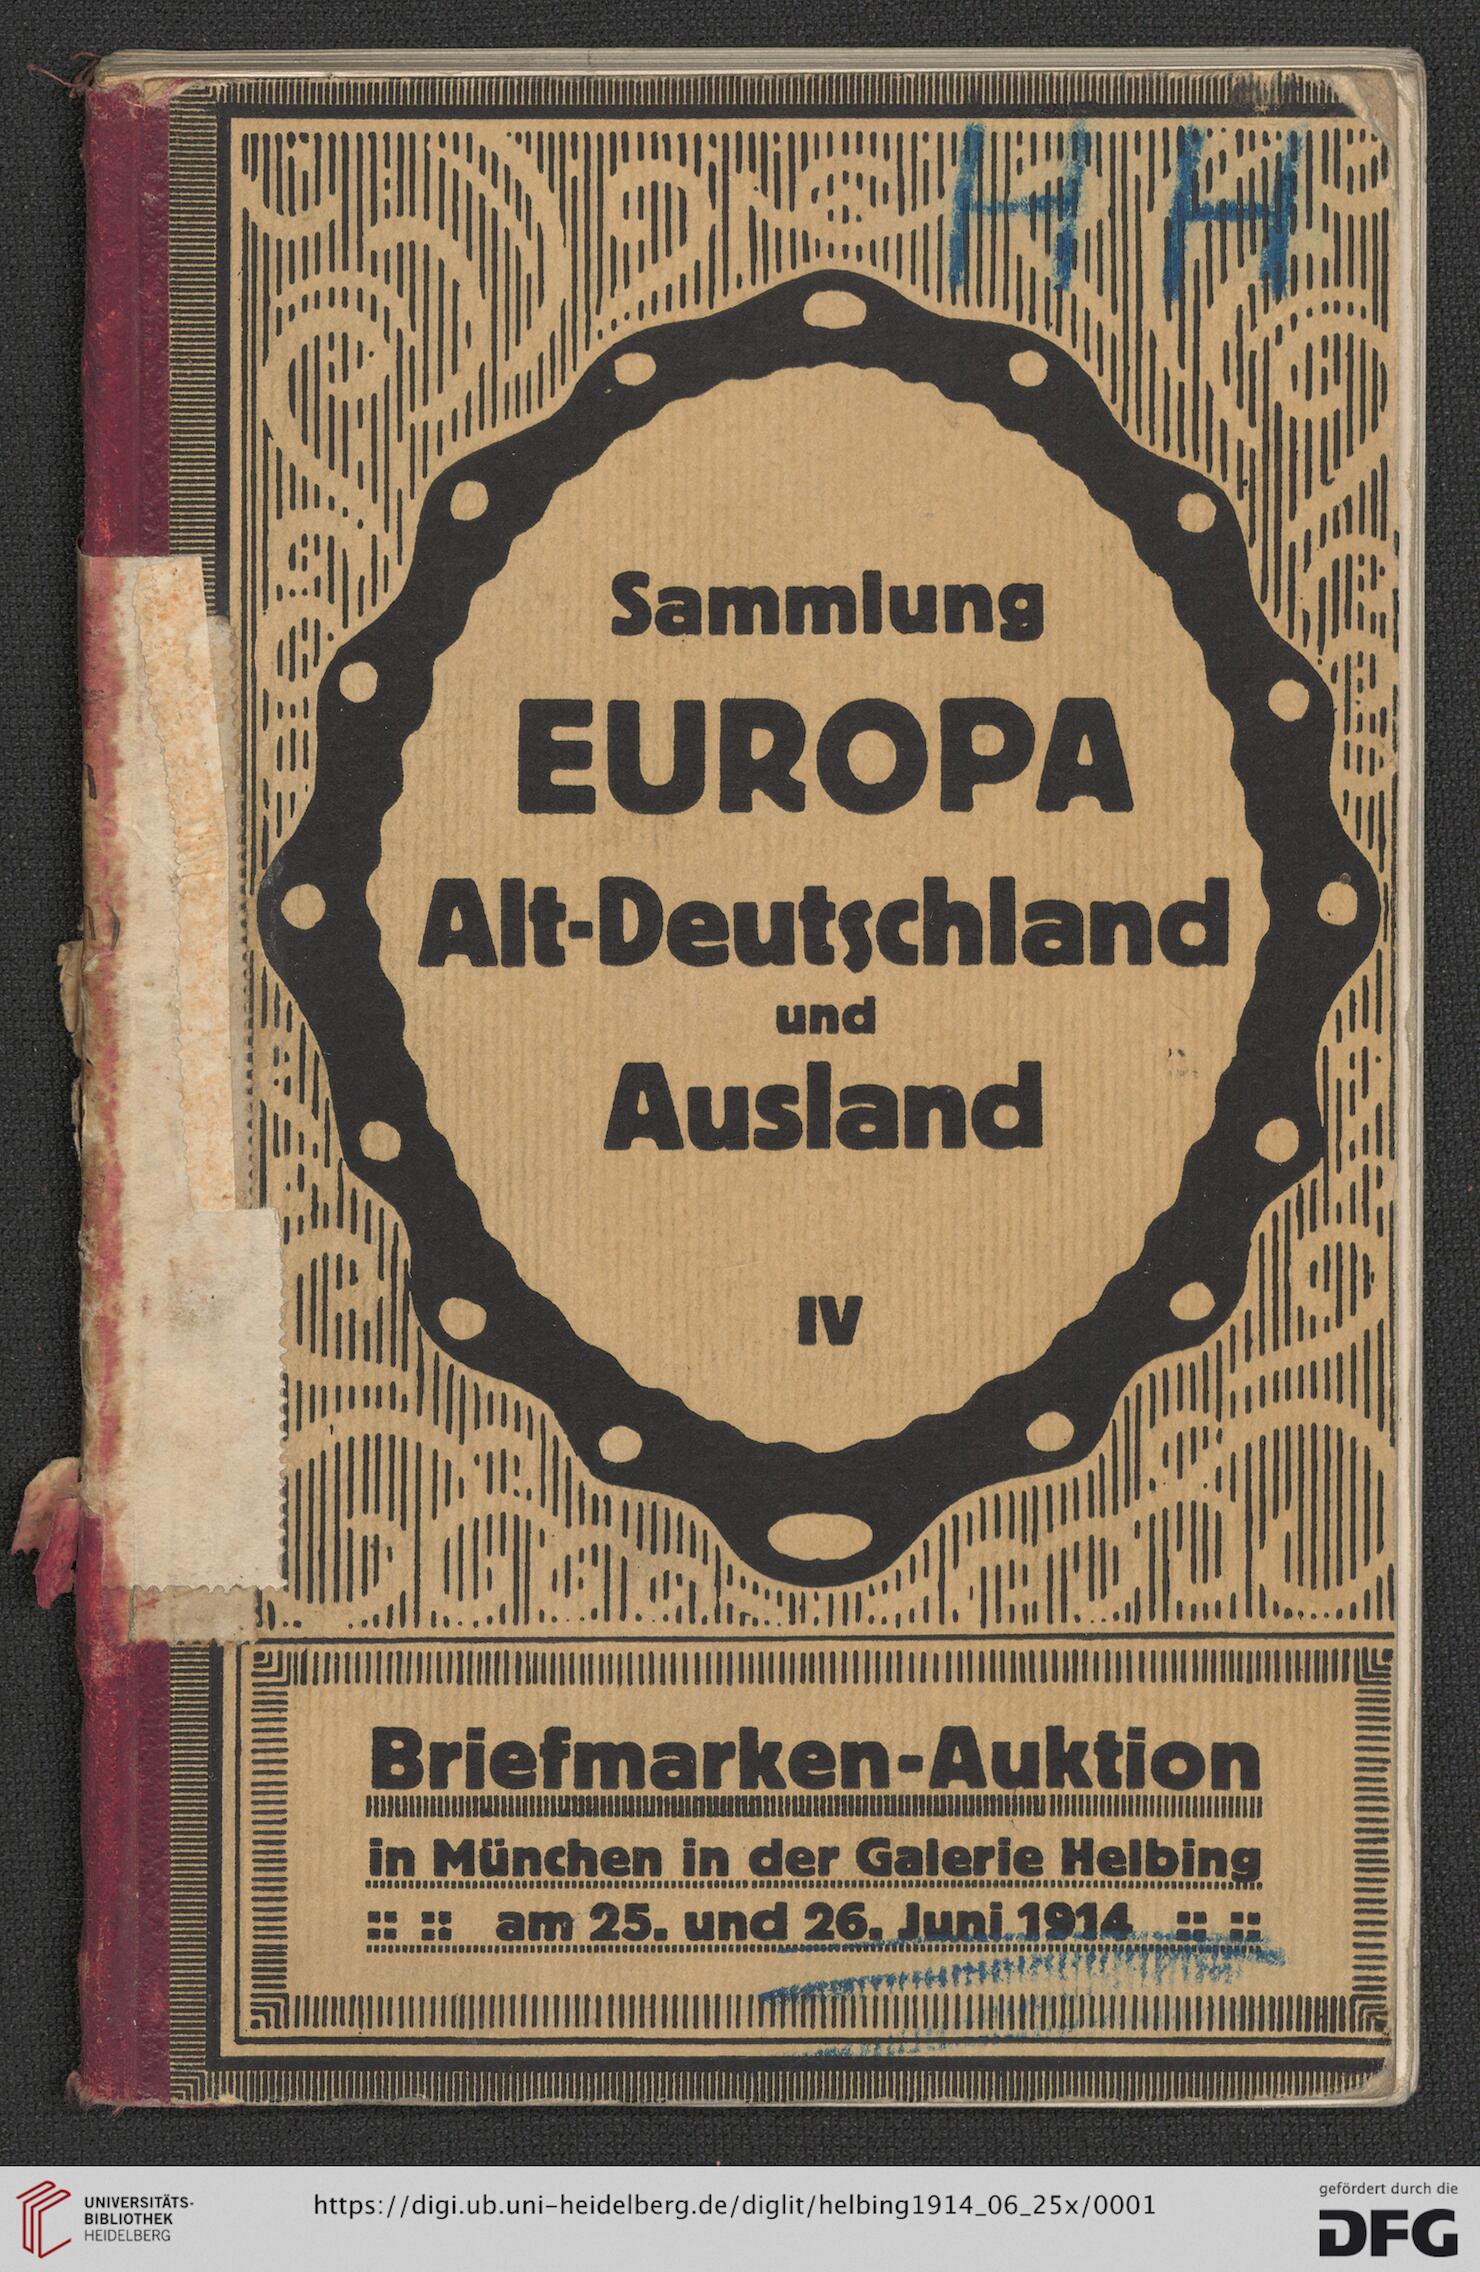 H H
Sammlung
EUROPA
Alt-Deutschland
und
Ausland
IV
Briefmarken-Auktion
in München in der Galerie Helbing
:: :: am 25. und 26. Juni 1914 :: ::
UNIVERSITÄTS-
BIBLIOTHEK
HEIDELBERG
https://digi.ub.uni-heidelberg.de/diglit/helbing1914_06_25x/0001
gefördert durch die
DFG